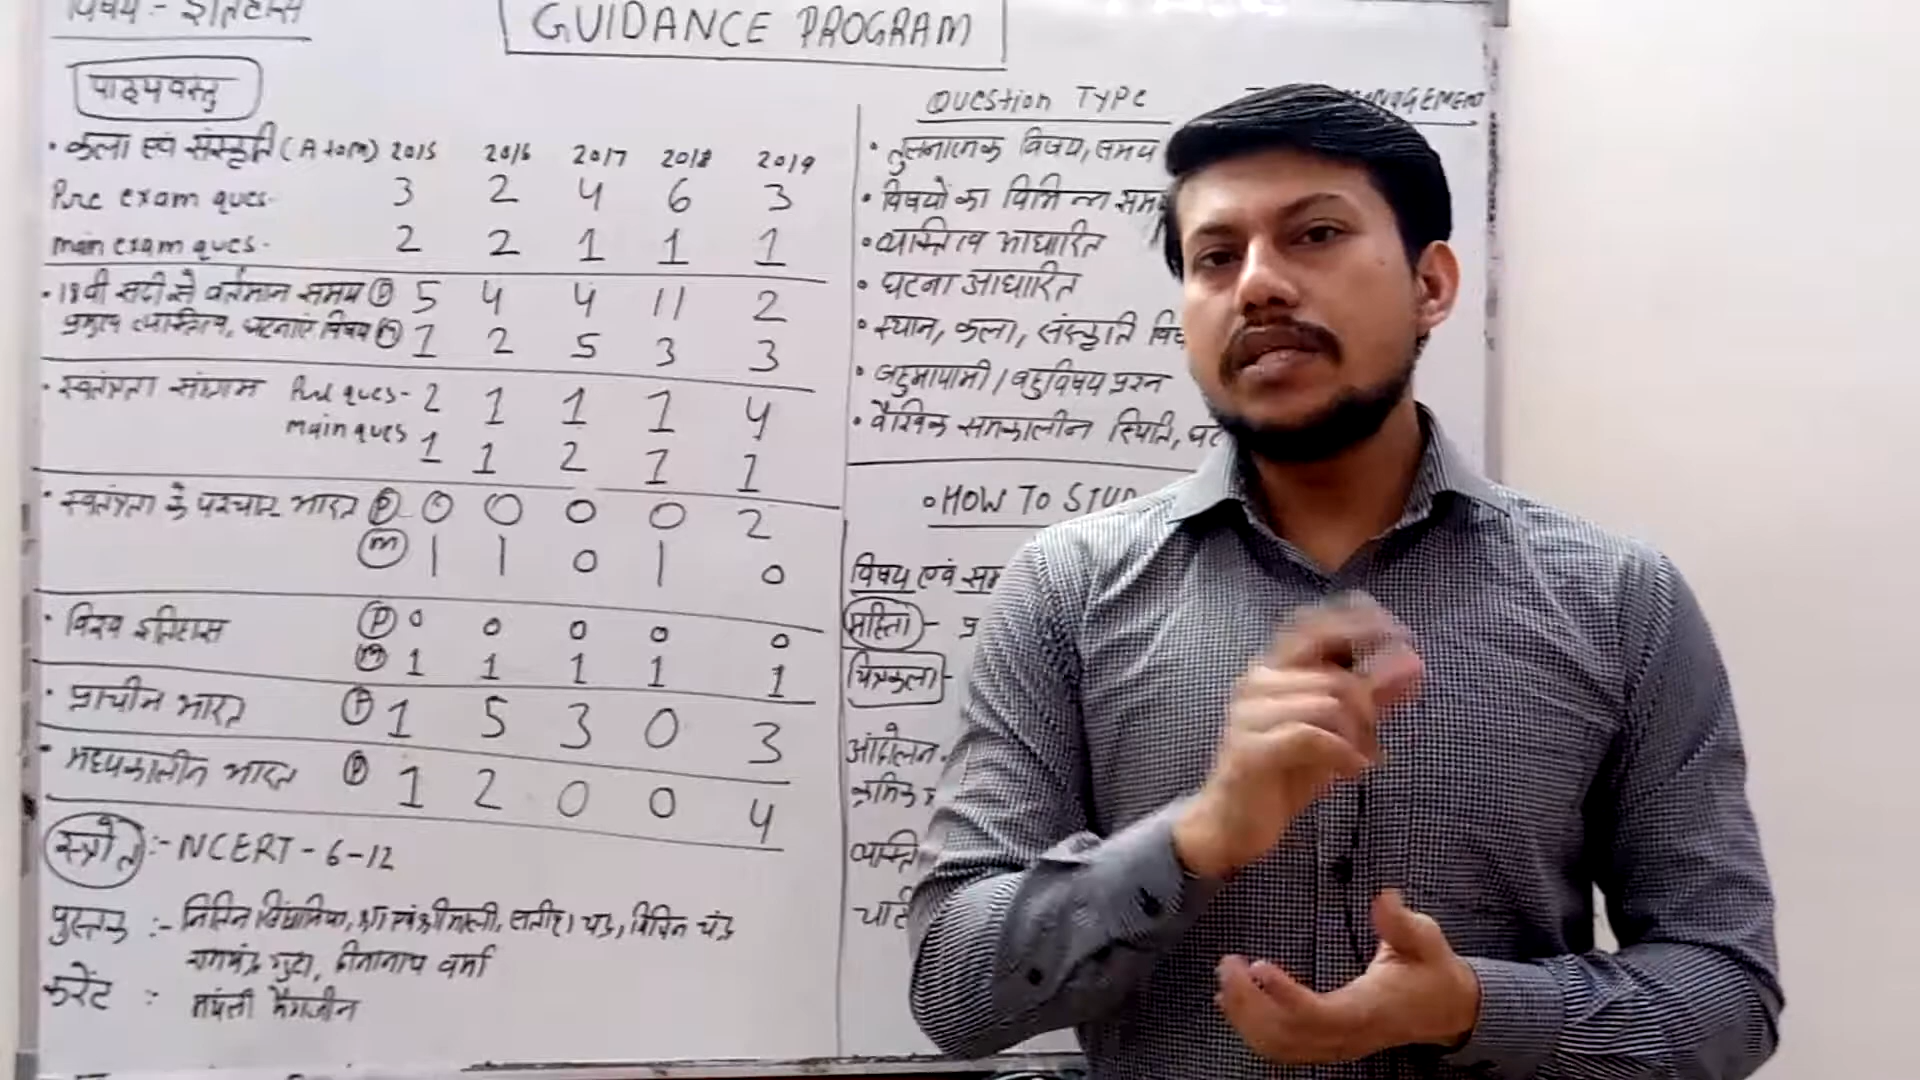 विषय :- इतिहास
GUIDANCE PROGRAM
पाठ्यवस्तु
• कला एवं संस्कृति (A to M) 2015 2016 2017 2018 2019
Pre exam ques- 3 2 4 6 3
main exam ques- 2 2 1 1 1
• 18वी सदी से वर्तमान समय (P) 5 4 4 11 2
प्रमुख व्यक्तित्व, घटनाएं विषय (M) 1 2 5 3 3
• स्वतंत्रता संग्राम Pre ques- 2 1 1 1 4
main ques 1 1 2 1 1
• स्वतंत्रता के पश्चात भारत (P) 0 0 0 0 2
(m) 1 1 0 1 0
• विश्व इतिहास (P) 0 0 0 0 0
(m) 1 1 1 1 1
• प्राचीन भारत (P) 1 5 3 0 3
• मध्यकालीन भारत (P) 1 2 0 0 4
स्त्रोत :- NCERT - 6-12
पुस्तक :- नितिन सिंघानिया, सतीश चंद्र, बिपिन चंद्र
रामचंद्र गुहा, दीनानाथ वर्मा
करेंट : मैगजीन
QUESTION TYPE
• तुलनात्मक विषय, समय
• विषयों का विभिन्न
• व्यक्तित्व आधारित
• घटना आधारित
• स्थान, कला, संस्कृति
• बहुआयामी / बहुविषय प्रश्न
• वैश्विक समकालीन स्थिति,
• HOW TO STUD
विषय एवं
चित्रकला -
आंदोलन -